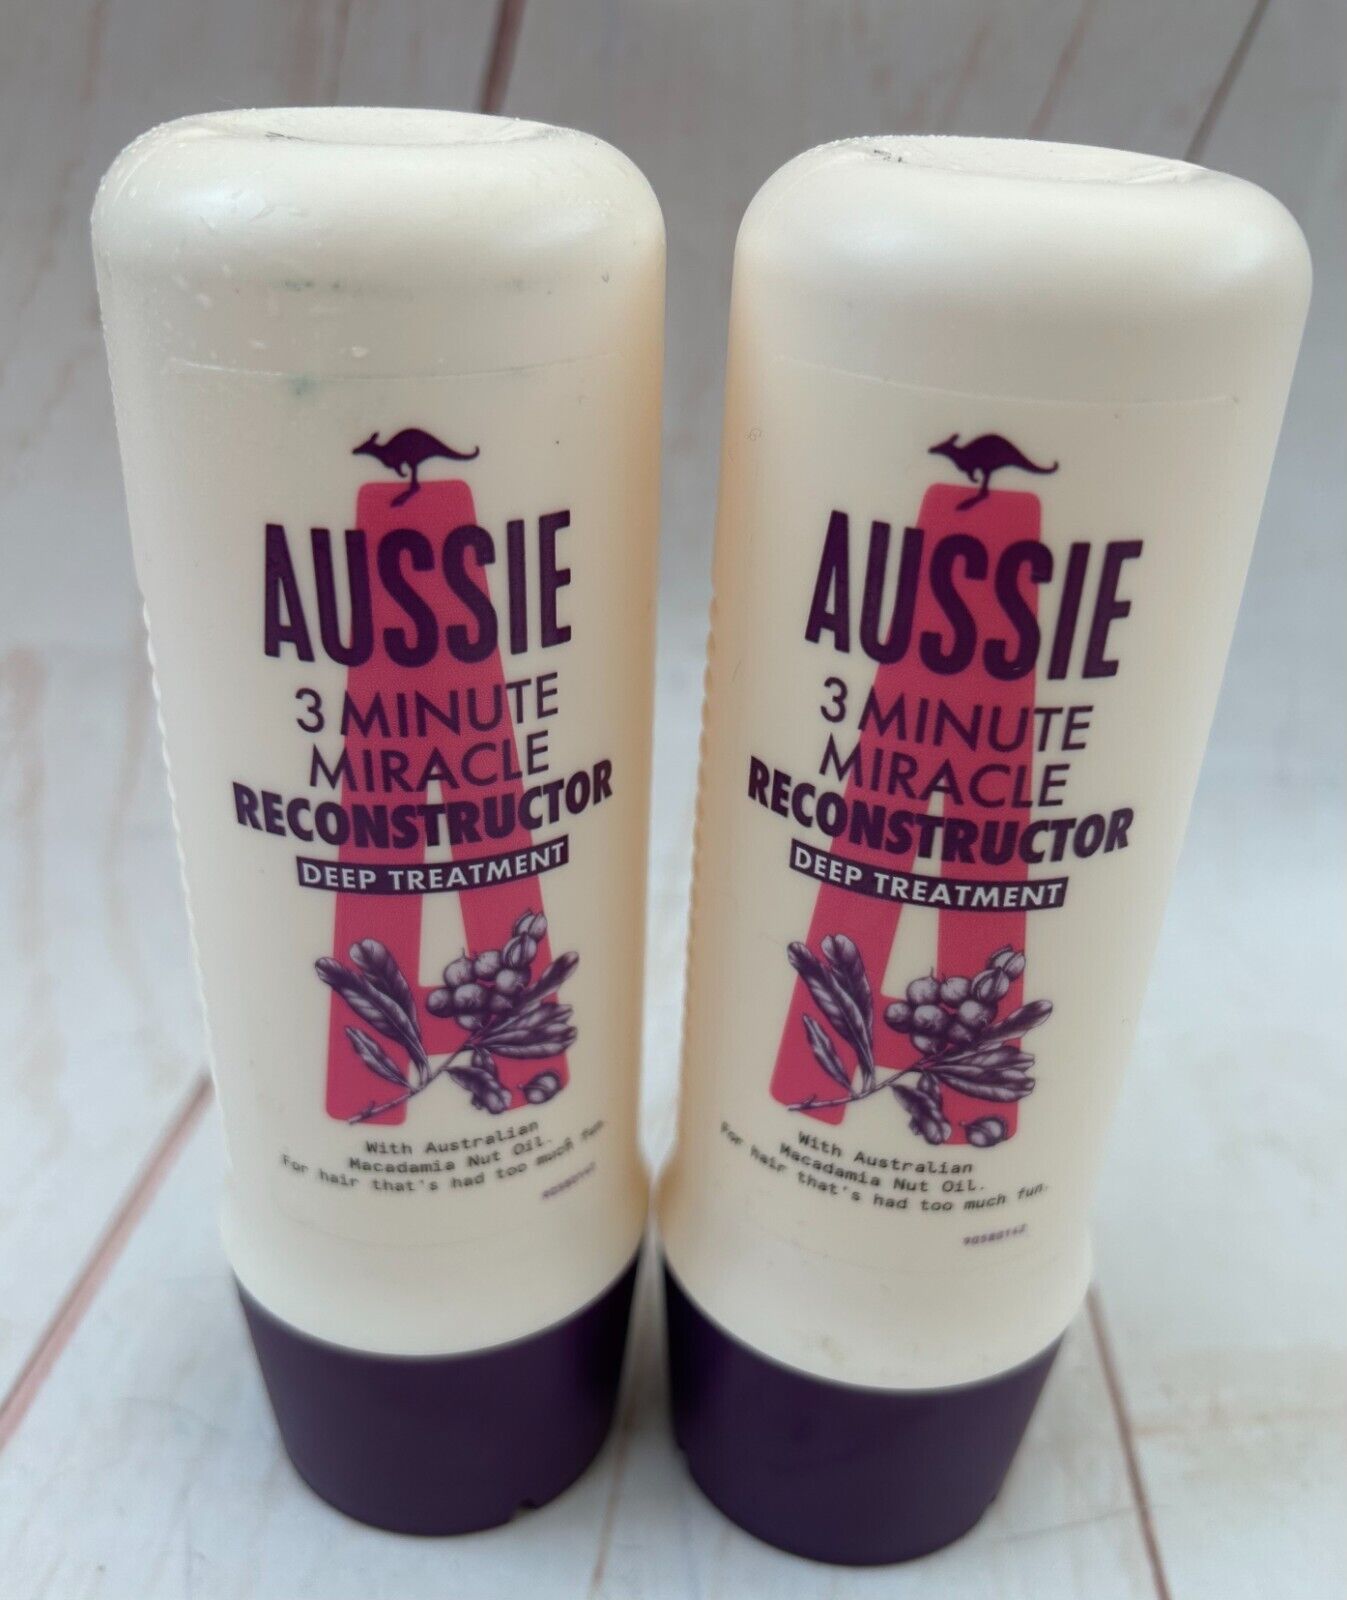 AUSSIE
3 MINUTE
MIRACLE
RECONSTRUCTOR
DEEP TREATMENT
With Australian
Macadamia Nut Oil.
For hair that's had too much fun.
90580162
AUSSIE
3 MINUTE
MIRACLE
RECONSTRUCTOR
DEEP TREATMENT
With Australian
Macadamia Nut Oil.
For hair that's had too much fun.
90580162